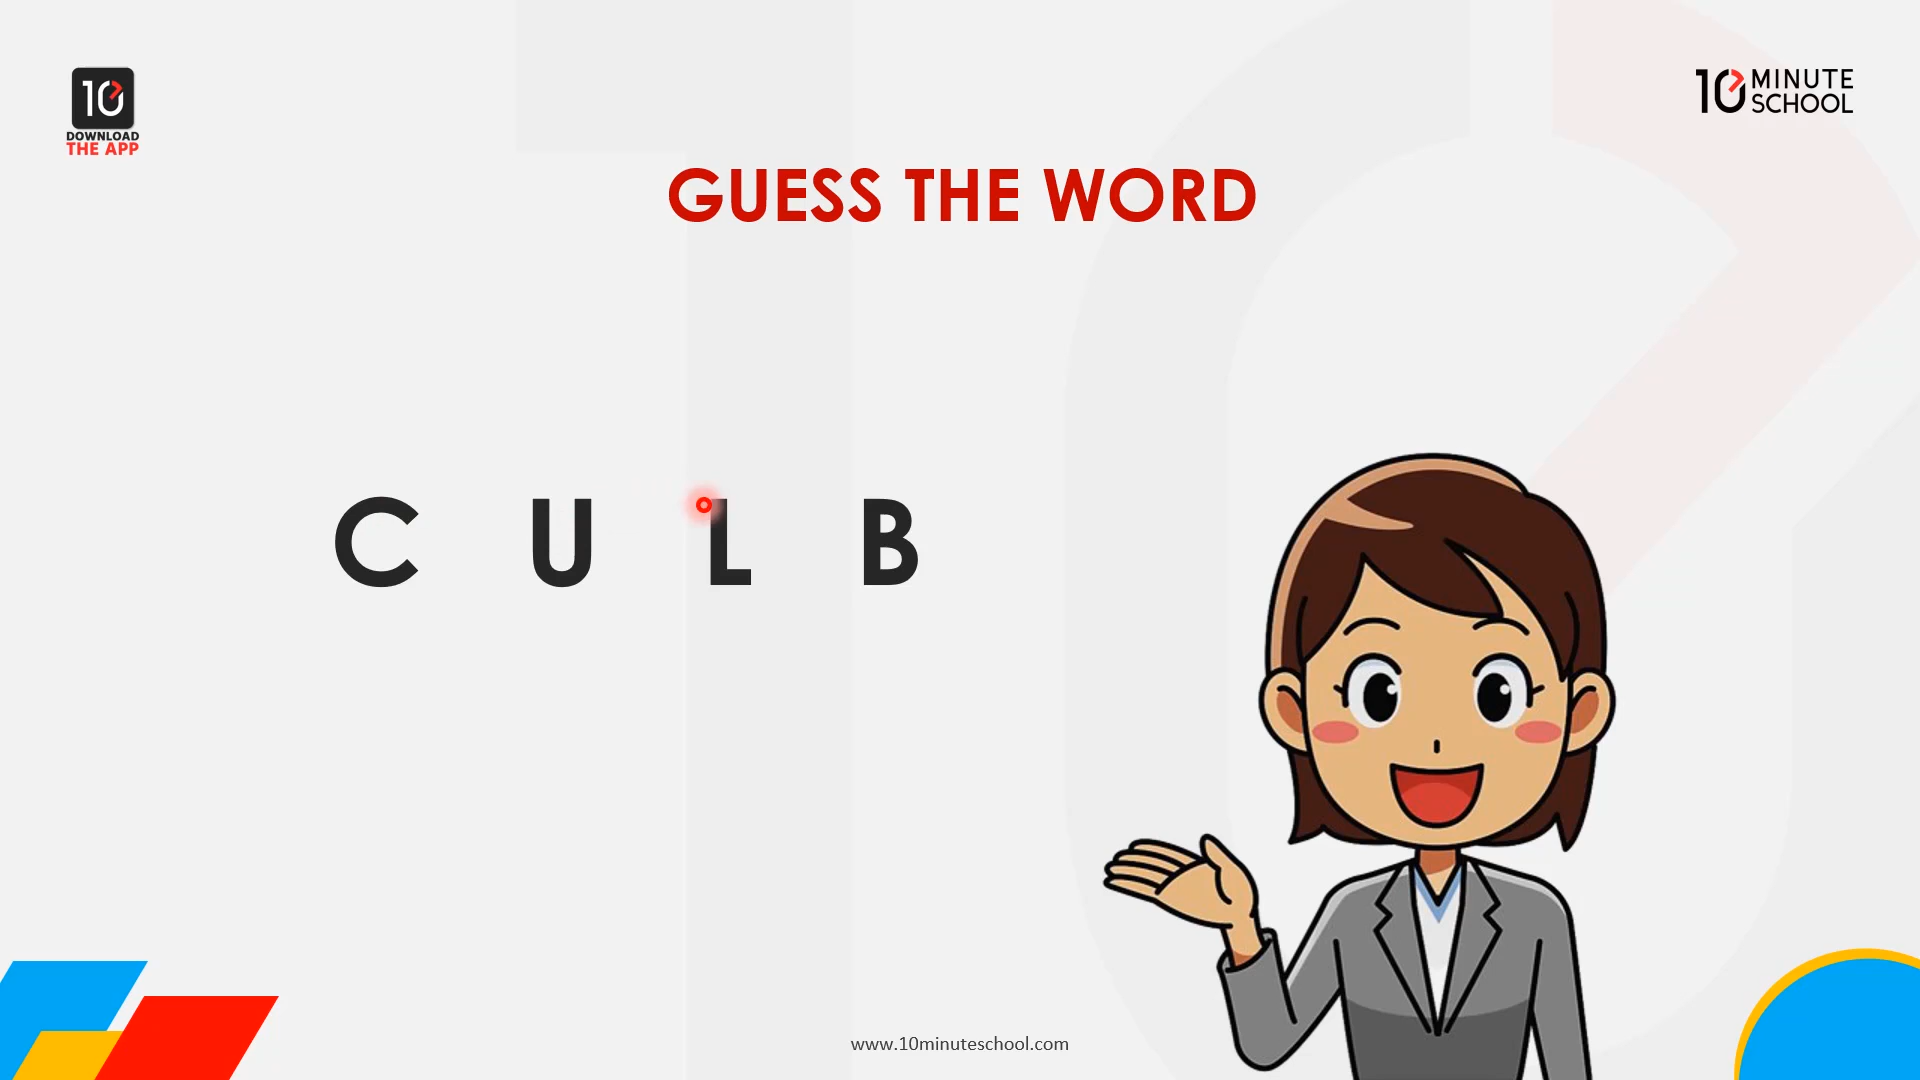 10
DOWNLOAD
THE APP
10 MINUTE
SCHOOL
GUESS THE WORD
C U L B
www.10minuteschool.com